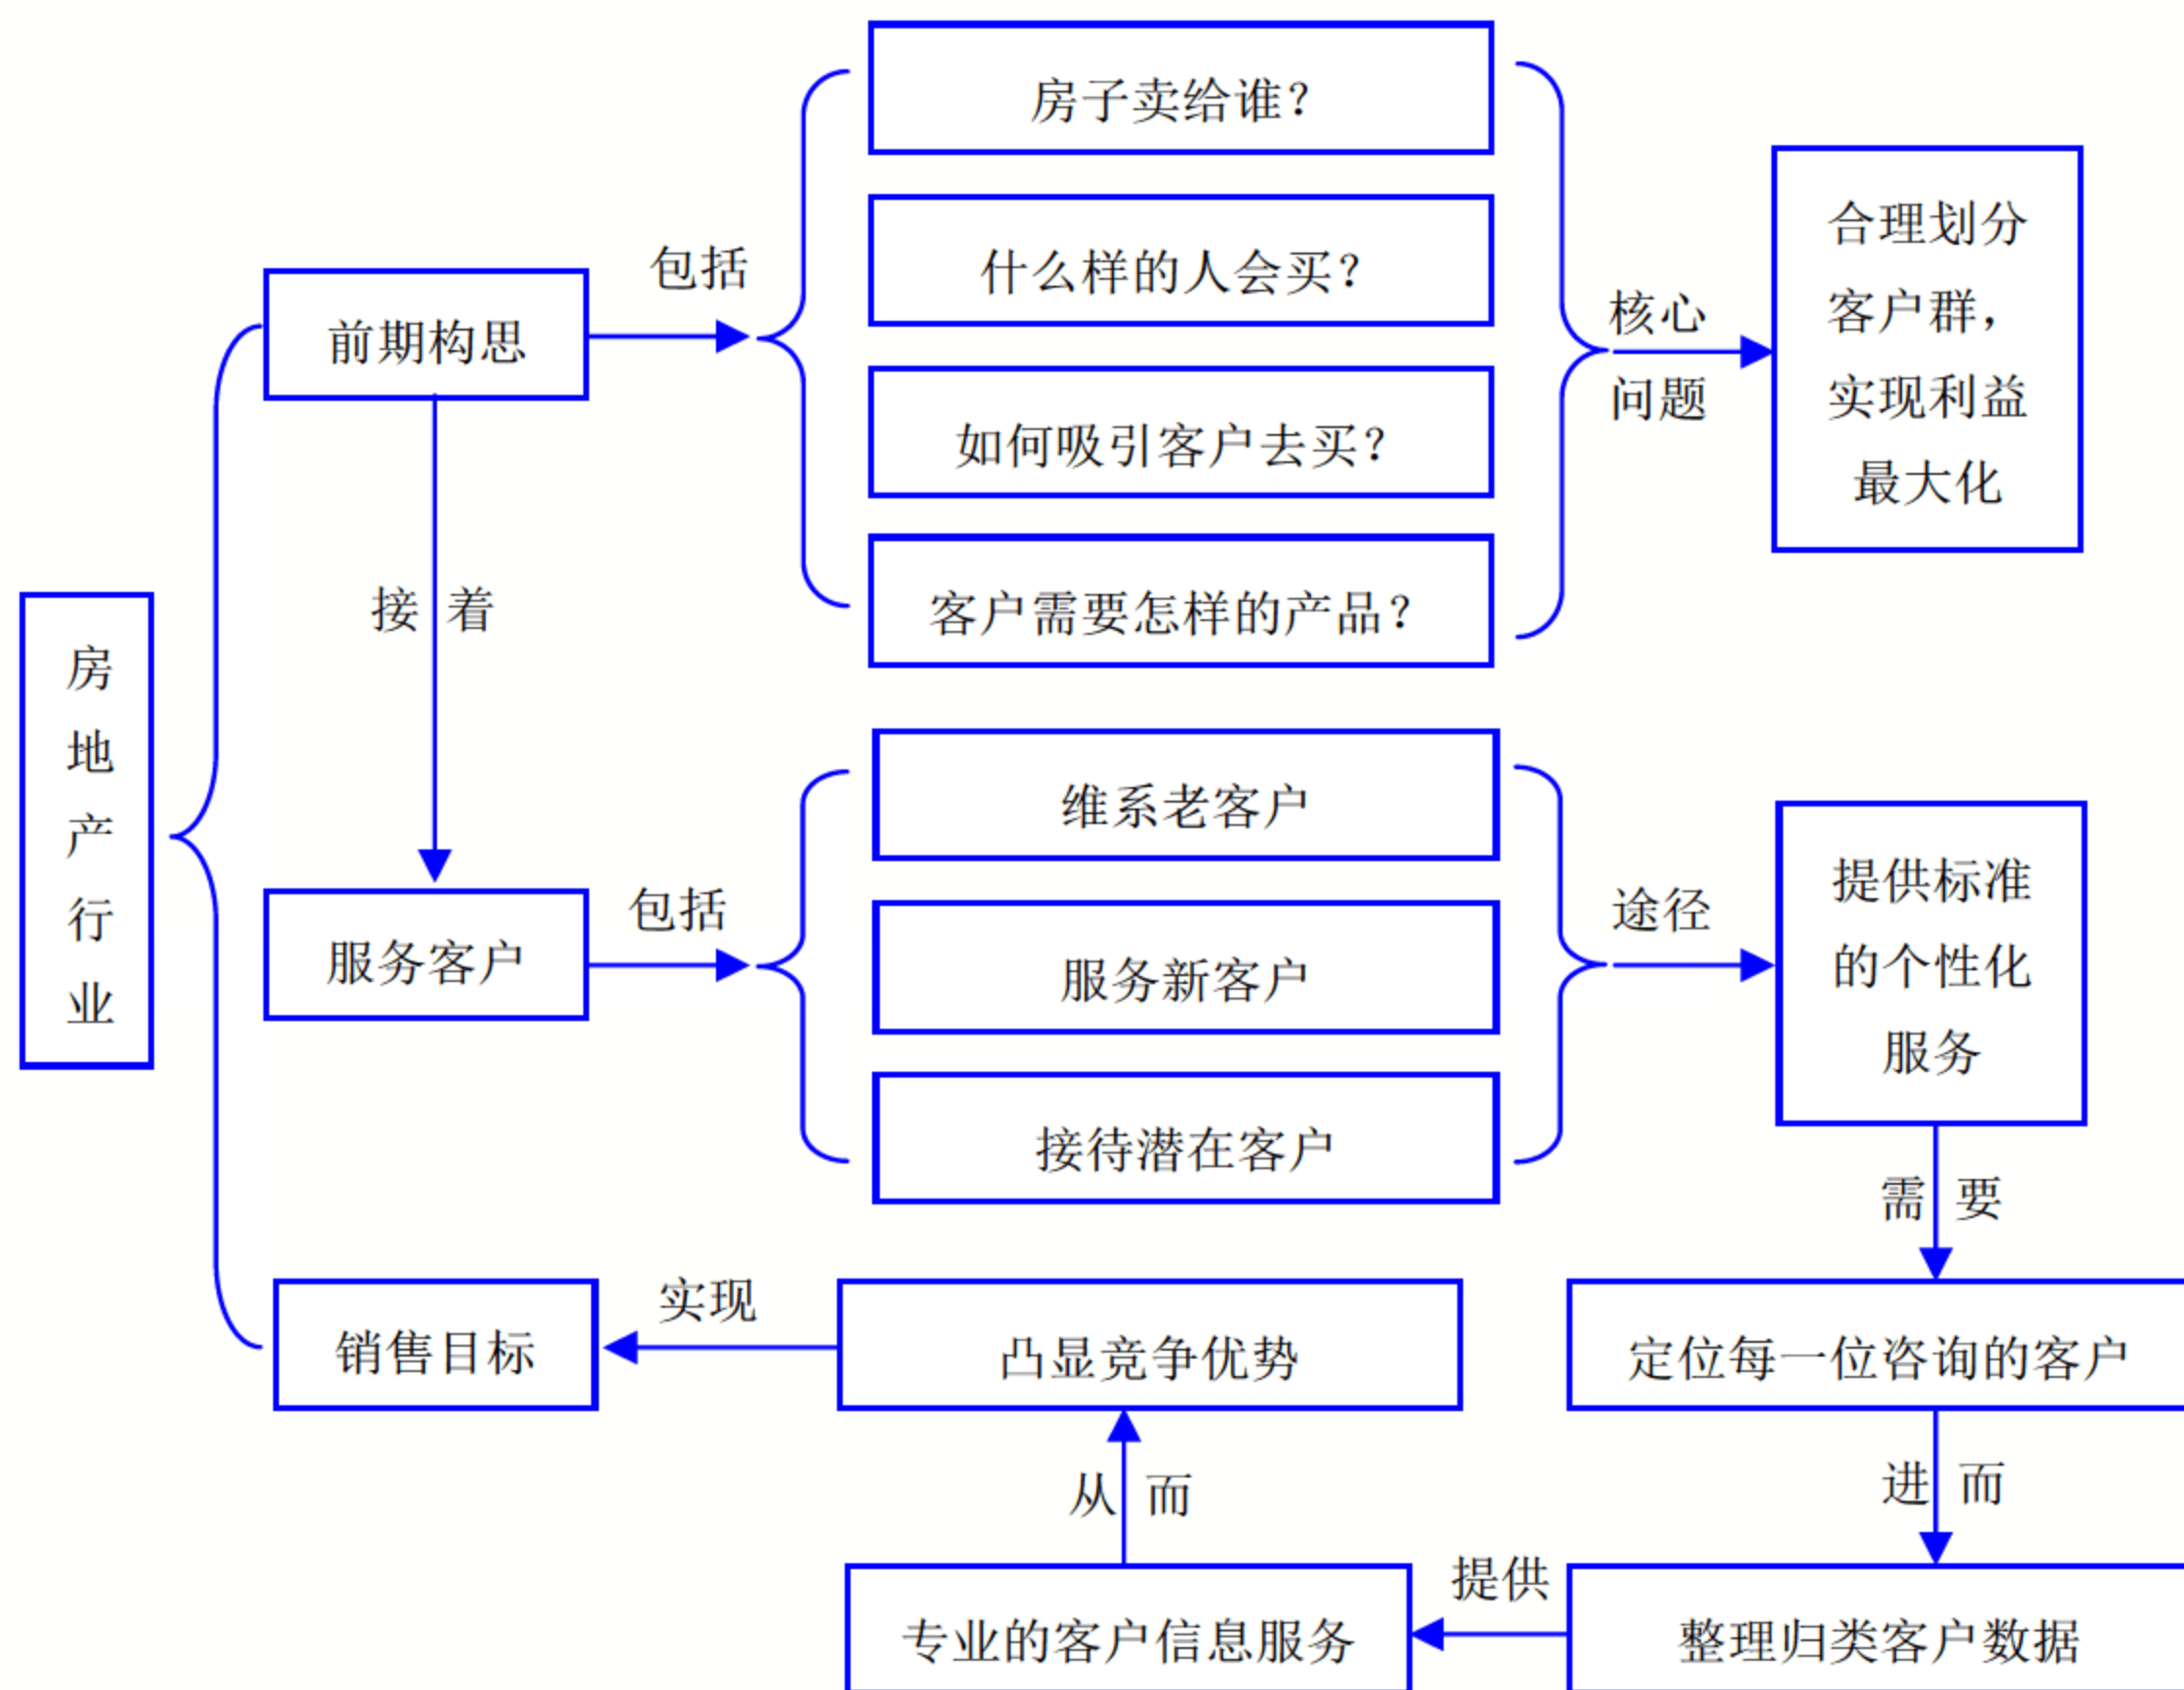 房子卖给谁？
什么样的人会买？
如何吸引客户去买？
客户需要怎样的产品？
包括
前期构思
核心
问题
合理划分
客户群，
实现利益
最大化
接着
房
地
产
行
业
维系老客户
服务新客户
接待潜在客户
包括
服务客户
途径
提供标准
的个性化
服务
需要
销售目标
实现
凸显竞争优势
定位每一位咨询的客户
从而
进而
专业的客户信息服务
提供
整理归类客户数据